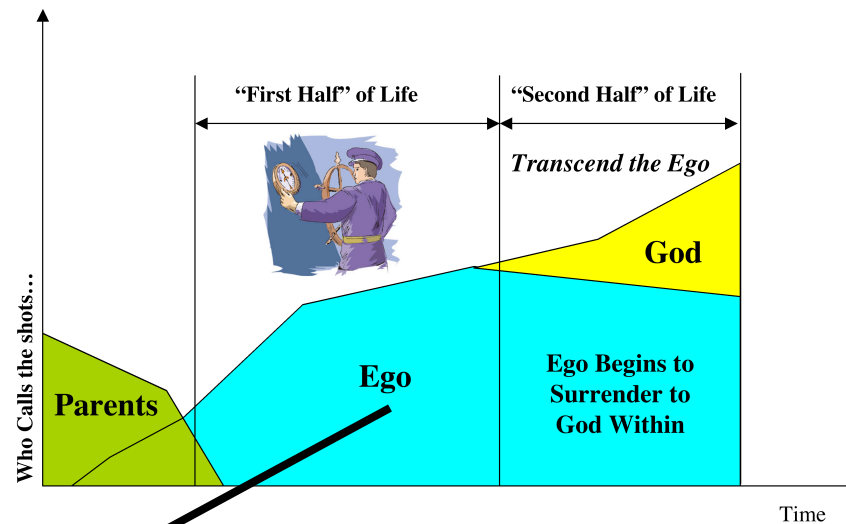 “First Half” of Life
“Second Half” of Life
Transcend the Ego
God
Who Calls the shots…
Parents
Ego
Ego Begins to
Surrender to
God Within
Time